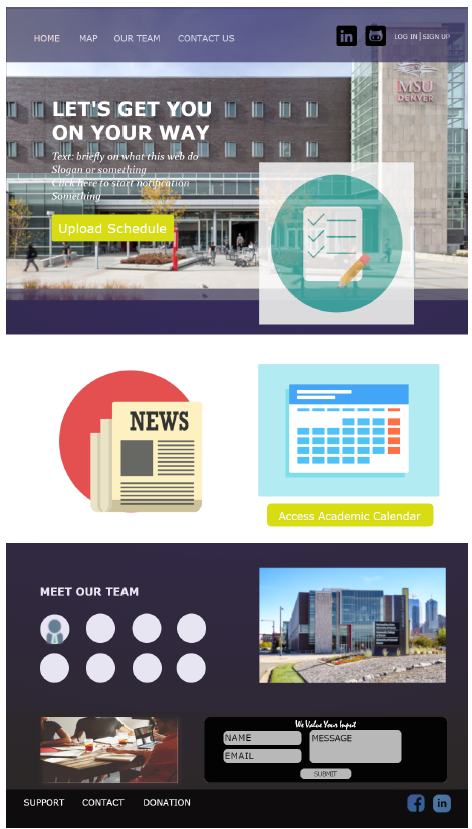 HOME MAP OUR TEAM CONTACT US LOG IN | SIGN UP
MSU
DENVER
LET'S GET YOU
ON YOUR WAY
Text: briefly on what this web do
Slogan or something
Click here to start notification
Something
Upload Schedule
NEWS
Access Academic Calendar
MEET OUR TEAM
We Value Your Input
NAME
MESSAGE
EMAIL
SUBMIT
SUPPORT CONTACT DONATION